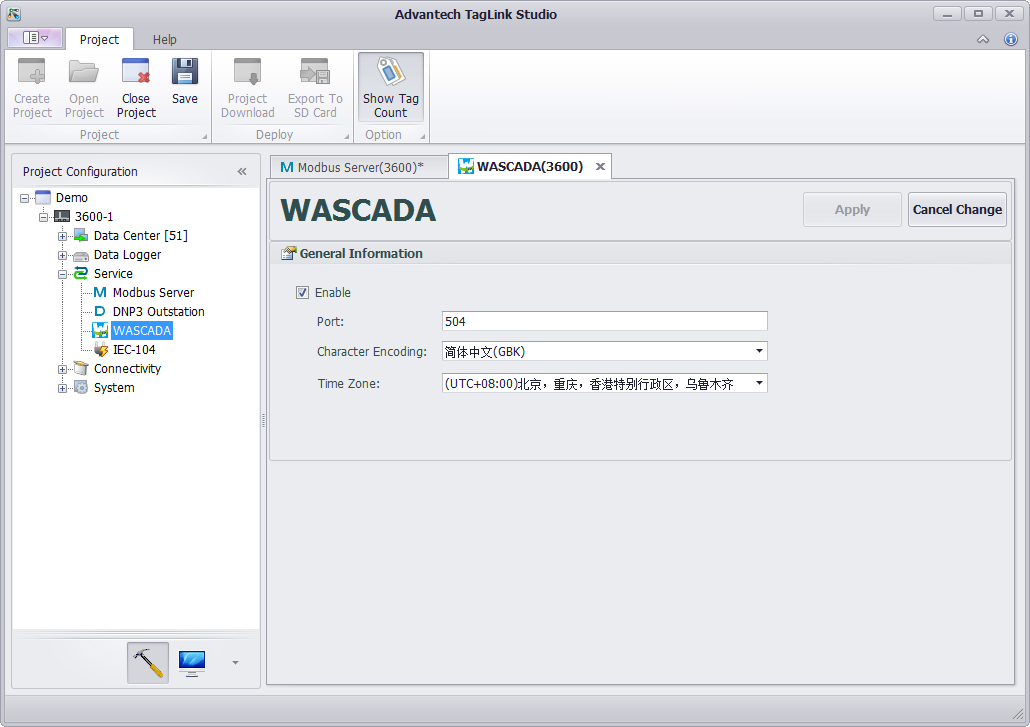 Advantech TagLink Studio
Project
Help
Create Project
Open Project
Close Project
Save
Project Download
Export To SD Card
Show Tag Count
Project
Deploy
Option
Project Configuration
Demo
3600-1
Data Center [51]
Data Logger
Service
Modbus Server
DNP3 Outstation
WASCADA
IEC-104
Connectivity
System
Modbus Server(3600)*
WASCADA(3600)
WASCADA
Apply
Cancel Change
General Information
Enable
Port: 504
Character Encoding: 简体中文(GBK)
Time Zone: (UTC+08:00)北京，重庆，香港特别行政区，乌鲁木齐